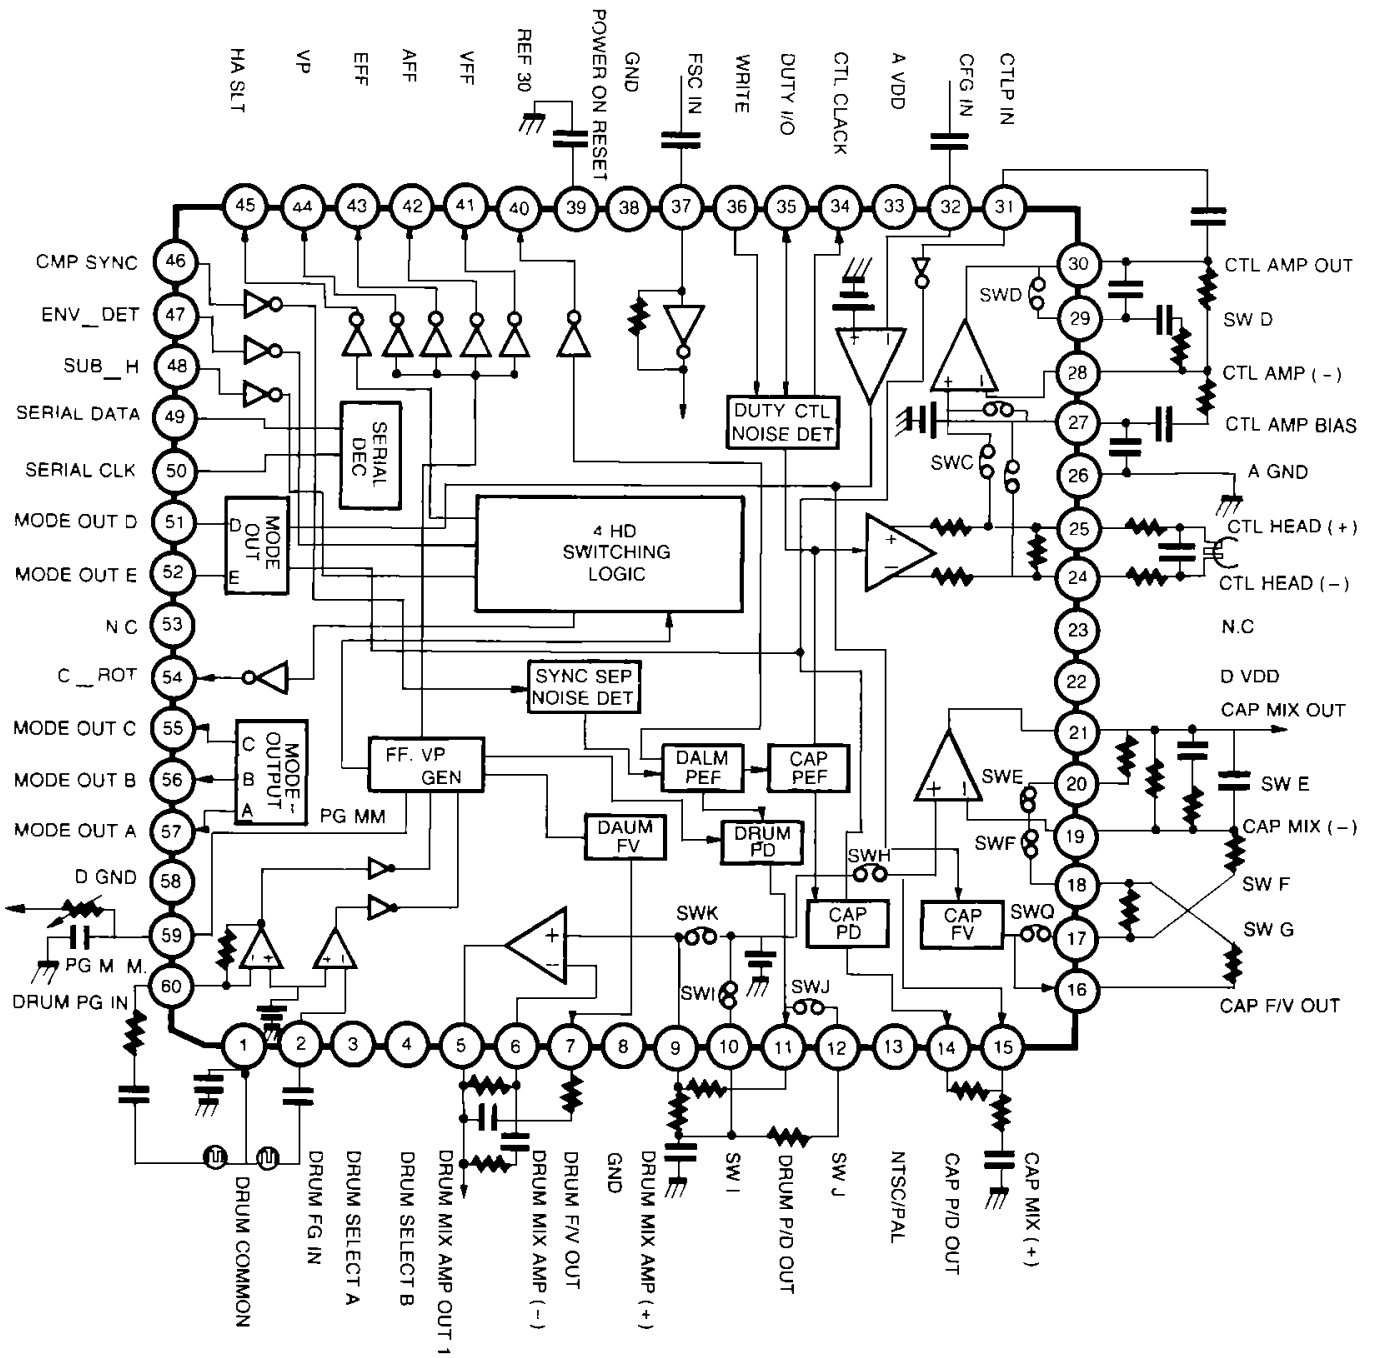 HA SLT
VP
EFF
AFF
VFF
REF 30
POWER ON RESET
GND
FSC IN
WRITE
DUTY I/O
CTL CLACK
A VDD
CFG IN
CTLP IN
45
44
43
42
41
40
39
38
37
36
35
34
33
32
31
CMP SYNC
46
ENV_DET
47
SUB_H
48
SERIAL DATA
49
SERIAL CLK
50
MODE OUT D
51
MODE OUT E
52
N C
53
C_ROT
54
MODE OUT C
55
MODE OUT B
56
MODE OUT A
57
D GND
58
59
PG M M.
60
DRUM PG IN
30
CTL AMP OUT
29
SW D
28
CTL AMP (-)
27
CTL AMP BIAS
26
A GND
25
CTL HEAD (+)
24
CTL HEAD (-)
23
N.C
22
D VDD
21
CAP MIX OUT
20
SW E
19
CAP MIX (-)
18
SW F
17
SW G
16
CAP F/V OUT
SERIAL
DEC
D
E
MODE
OUT
4 HD
SWITCHING
LOGIC
DUTY CTL
NOISE DET
+
-
SWD
+
-
SWC
+
-
SYNC SEP
NOISE DET
C
B
A
MODE-
OUTPUT
FF. VP
GEN
PG MM
DALM
PEF
CAP
PEF
DAUM
FV
DRUM
PD
SWH
CAP
PD
CAP
FV
SWQ
SWE
SWF
+
-
SWK
SWI
SWJ
+
-
-
+
+
-
1
2
3
4
5
6
7
8
9
10
11
12
13
14
15
DRUM COMMON
DRUM FG IN
DRUM SELECT A
DRUM SELECT B
DRUM MIX AMP OUT 1
DRUM MIX AMP (-)
DRUM F/V OUT
GND
DRUM MIX AMP (+)
SW I
DRUM P/D OUT
SW J
NTSC/PAL
CAP P/D OUT
CAP MIX (+)